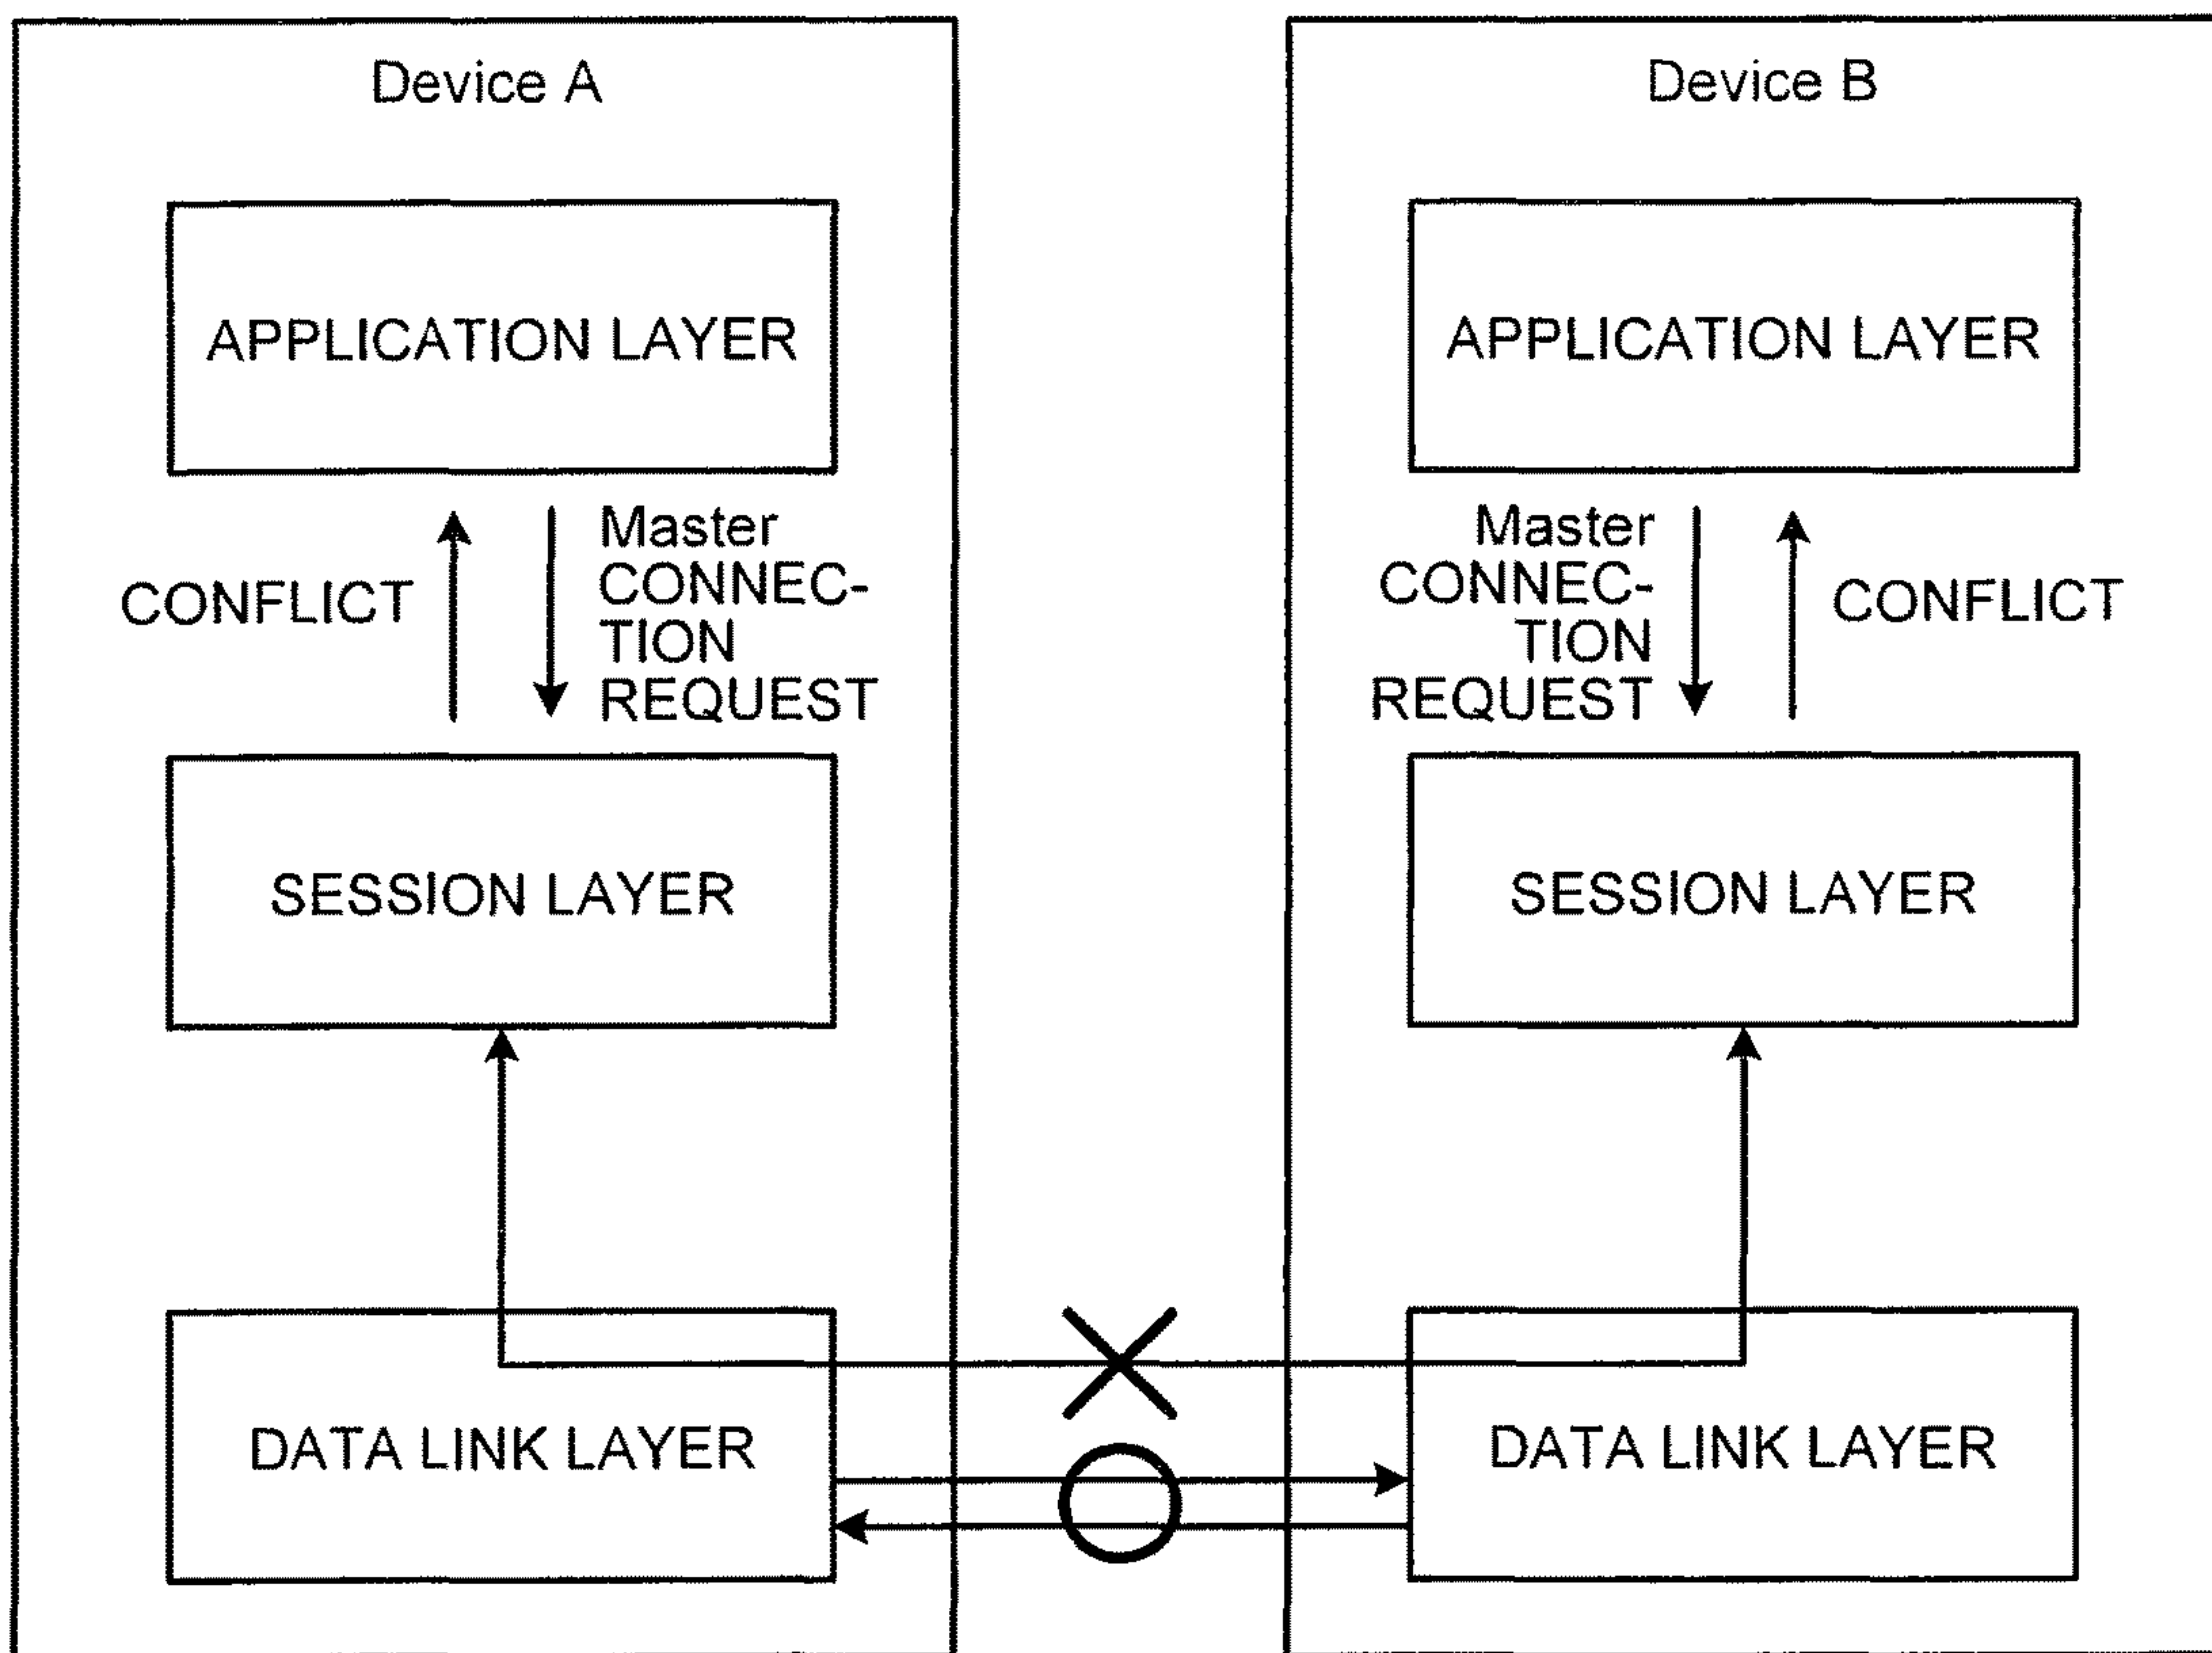 Device A
APPLICATION LAYER
CONFLICT
Master
CONNEC-
TION
REQUEST
SESSION LAYER
DATA LINK LAYER
Device B
APPLICATION LAYER
Master
CONNEC-
TION
REQUEST
CONFLICT
SESSION LAYER
DATA LINK LAYER